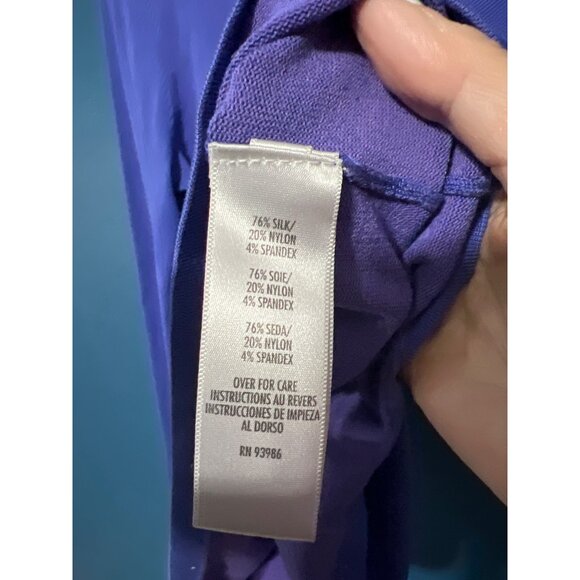 76% SILK/
20% NYLON
4% SPANDEX
76% SOIE/
20% NYLON
4% SPANDEX
76% SEDA/
20% NYLON
4% SPANDEX
OVER FOR CARE
INSTRUCTIONS AU REVERS
INSTRUCCIONES DE IMPIEZA
AL DORSO
RN 93986